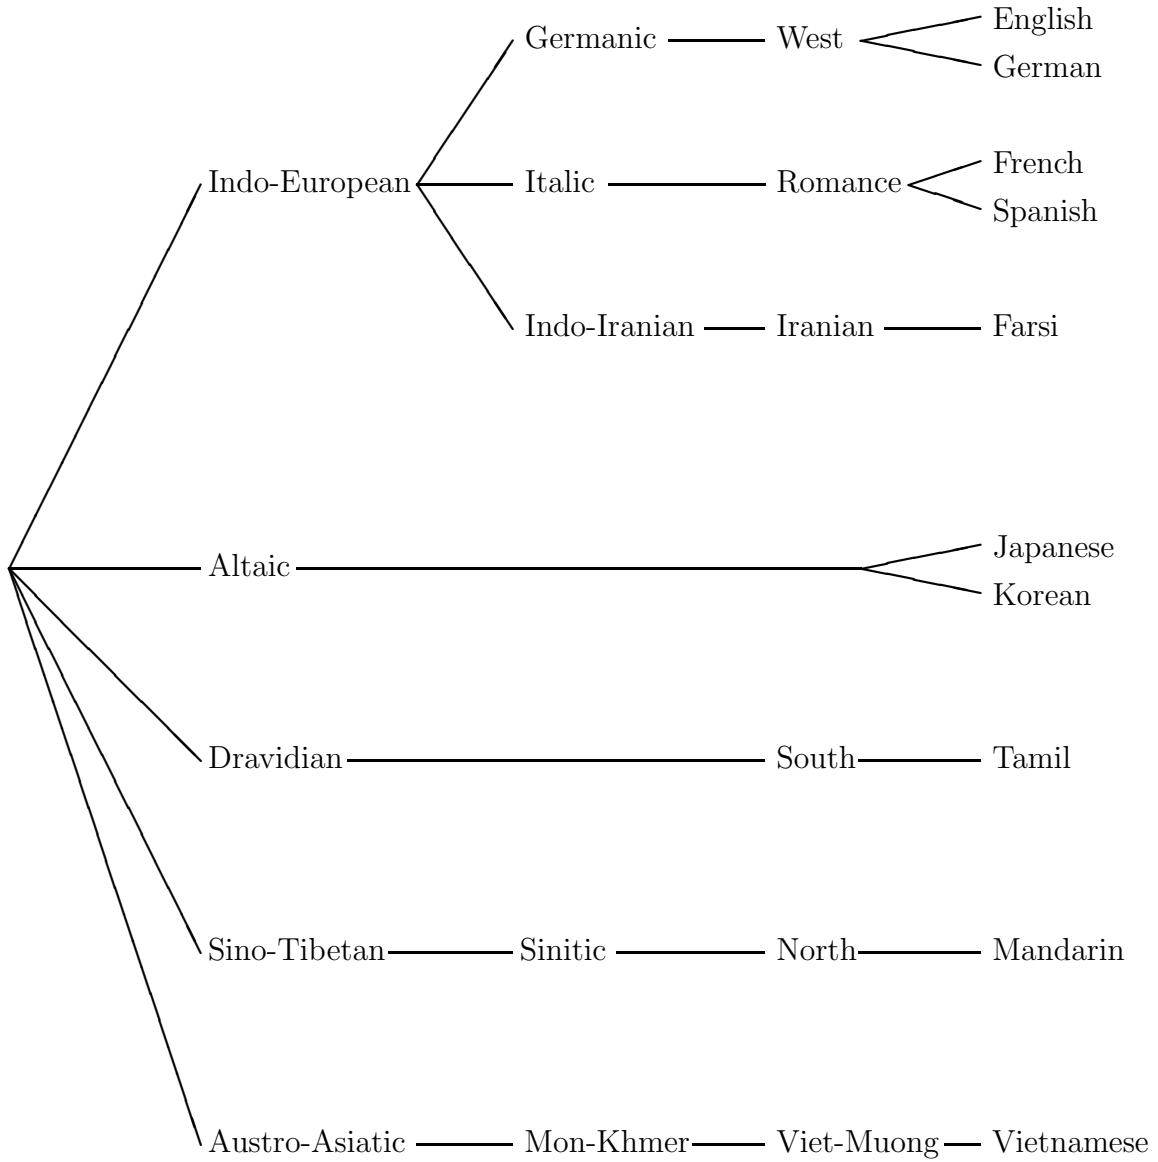 Germanic West English
German
Indo-European Italic Romance French
Spanish
Indo-Iranian Iranian Farsi
Altaic Japanese
Korean
Dravidian South Tamil
Sino-Tibetan Sinitic North Mandarin
Austro-Asiatic Mon-Khmer Viet-Muong Vietnamese